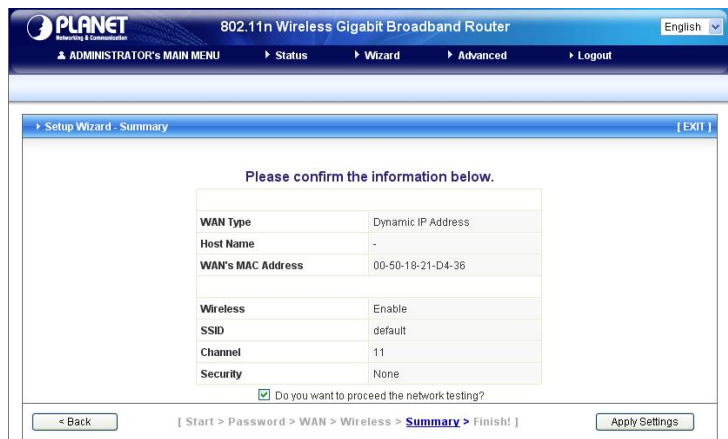 PLANET
Networking & Communication
802.11n Wireless Gigabit Broadband Router
English
ADMINISTRATOR's MAIN MENU
Status
Wizard
Advanced
Logout
Setup Wizard - Summary
[ EXIT ]
Please confirm the information below.
WAN Type Dynamic IP Address
Host Name -
WAN's MAC Address 00-50-18-21-D4-36
Wireless Enable
SSID default
Channel 11
Security None
Do you want to proceed the network testing?
< Back
[ Start > Password > WAN > Wireless > Summary > Finish! ]
Apply Settings